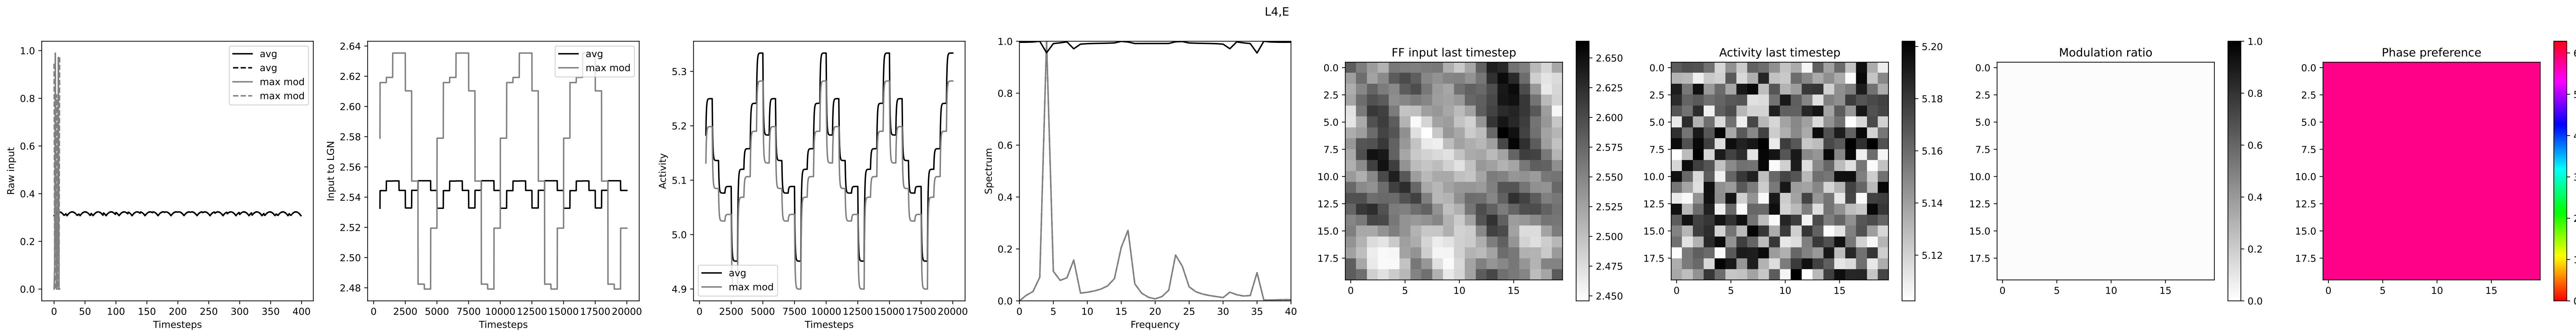 L4,E
Raw input
1.0
0.8
0.6
0.4
0.2
0.0
avg
avg
max mod
max mod
0 50 100 150 200 250 300 350 400
Timesteps
Input to LGN
2.64
2.62
2.60
2.58
2.56
2.54
2.52
2.50
2.48
avg
max mod
0 2500 5000 7500 10000 12500 15000 17500 20000
Timesteps
Activity
5.3
5.2
5.1
5.0
4.9
avg
max mod
0 2500 5000 7500 10000 12500 15000 17500 20000
Timesteps
Spectrum
1.0
0.8
0.6
0.4
0.2
0.0
0 5 10 15 20 25 30 35 40
Frequency
FF input last timestep
0.0
2.5
5.0
7.5
10.0
12.5
15.0
17.5
0 5 10 15
2.650
2.625
2.600
2.575
2.550
2.525
2.500
2.475
2.450
Activity last timestep
0.0
2.5
5.0
7.5
10.0
12.5
15.0
17.5
0 5 10 15
5.20
5.18
5.16
5.14
5.12
Modulation ratio
0.0
2.5
5.0
7.5
10.0
12.5
15.0
17.5
0 5 10 15
1.0
0.8
0.6
0.4
0.2
0.0
Phase preference
0.0
2.5
5.0
7.5
10.0
12.5
15.0
17.5
0 5 10 15